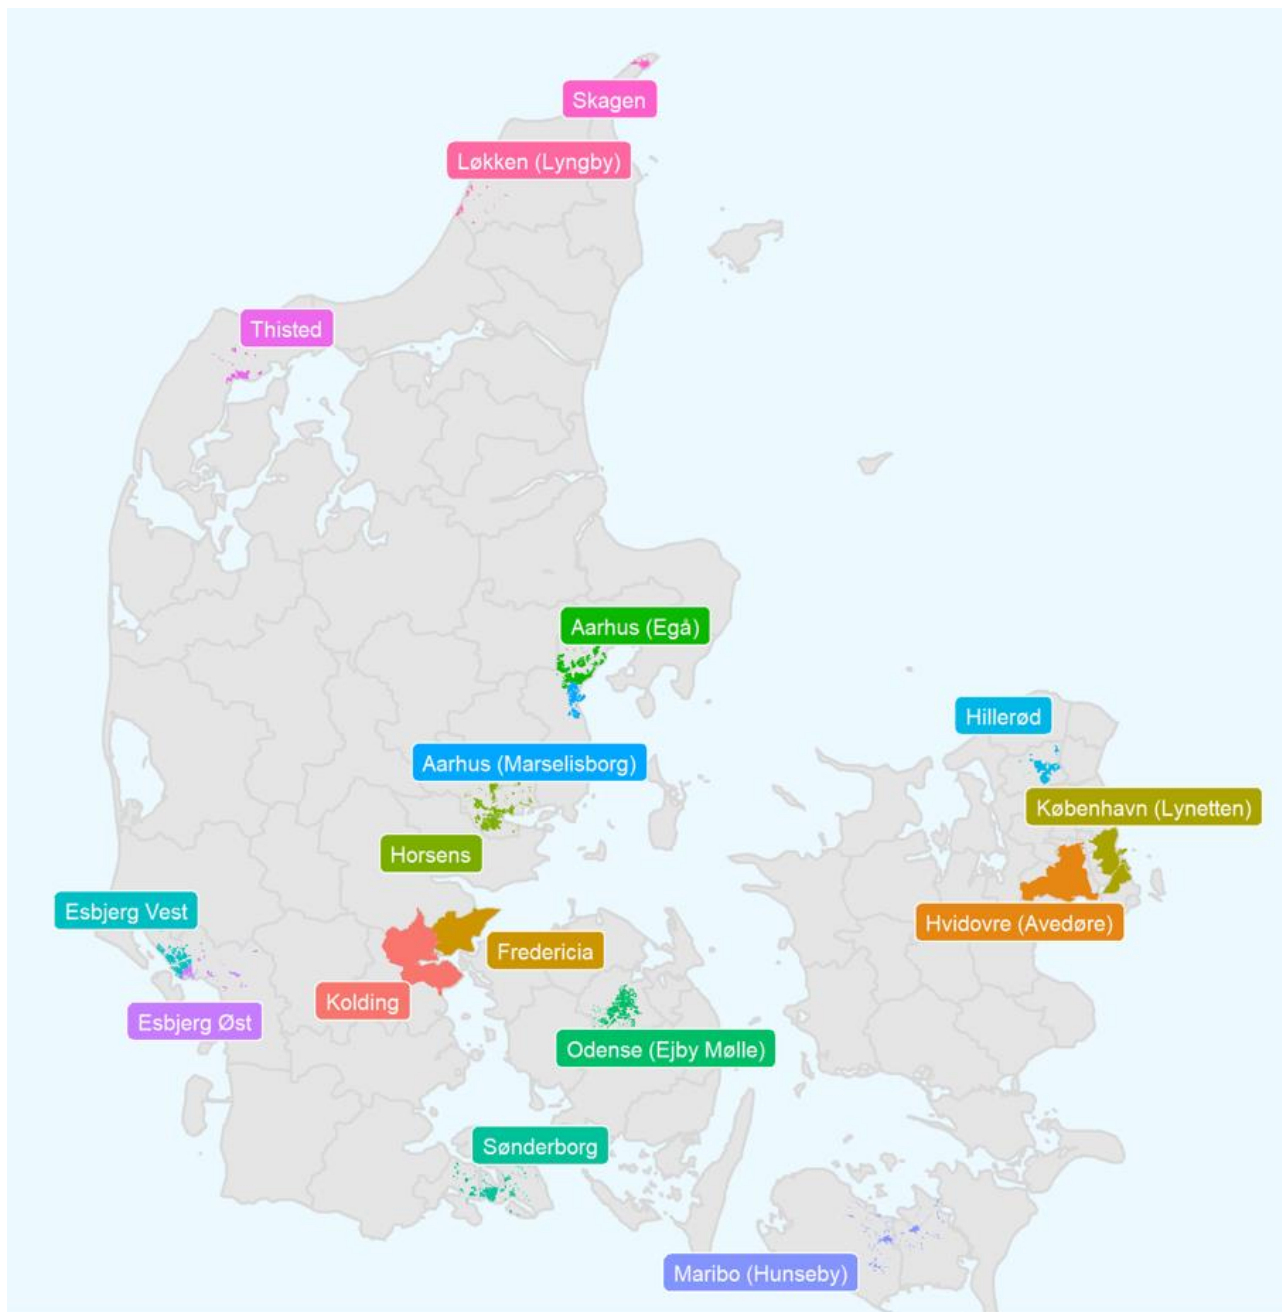 Skagen
Løkken (Lyngby)
Thisted
Aarhus (Egå)
Hillerød
Aarhus (Marselisborg)
København (Lynetten)
Horsens
Esbjerg Vest
Hvidovre (Avedøre)
Fredericia
Kolding
Esbjerg Øst
Odense (Ejby Mølle)
Sønderborg
Maribo (Hunseby)